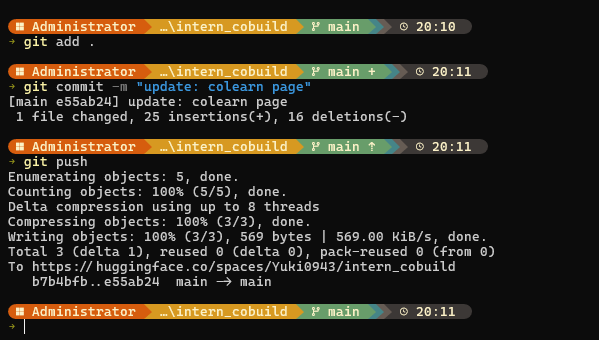 Administrator …\intern_cobuild main 20:10
→ git add .
Administrator …\intern_cobuild main + 20:11
→ git commit -m "update: colearn page"
[main e55ab24] update: colearn page
1 file changed, 25 insertions(+), 16 deletions(-)
Administrator …\intern_cobuild main ↑ 20:11
→ git push
Enumerating objects: 5, done.
Counting objects: 100% (5/5), done.
Delta compression using up to 8 threads
Compressing objects: 100% (3/3), done.
Writing objects: 100% (3/3), 569 bytes | 569.00 KiB/s, done.
Total 3 (delta 1), reused 0 (delta 0), pack-reused 0 (from 0)
To https://huggingface.co/spaces/Yuki0943/intern_cobuild
b7b4bfb..e55ab24 main -> main
Administrator …\intern_cobuild main 20:11
→